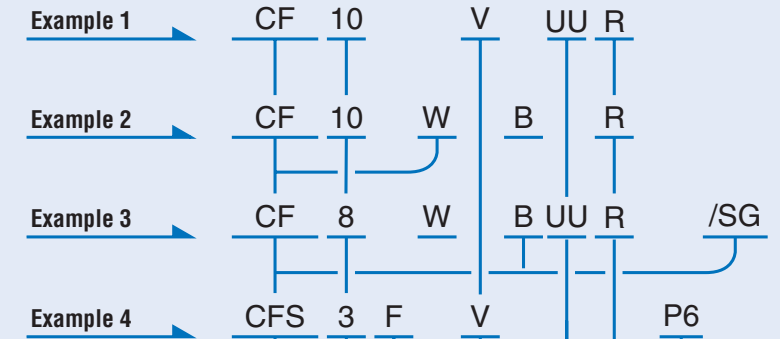 Example 1 CF 10 V UU R
Example 2 CF 10 W B R
Example 3 CF 8 W B UU R /SG
Example 4 CFS 3 F V P6